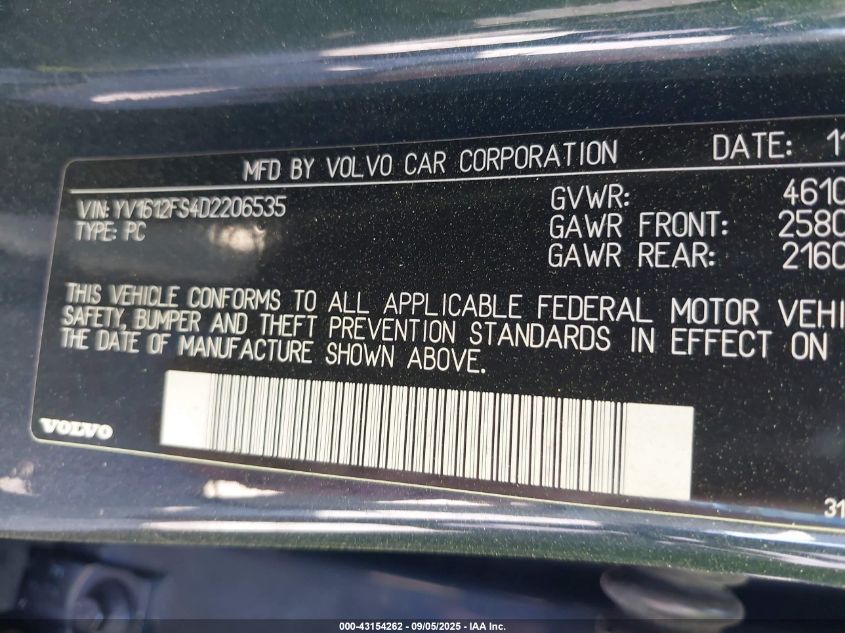 MFD BY VOLVO CAR CORPORATION DATE: 11
VIN: YV1612FS4D2206535
TYPE: PC
GVWR: 4610
GAWR FRONT: 2580
GAWR REAR: 2160
THIS VEHICLE CONFORMS TO ALL APPLICABLE FEDERAL MOTOR VEHI
SAFETY, BUMPER AND THEFT PREVENTION STANDARDS IN EFFECT ON
THE DATE OF MANUFACTURE SHOWN ABOVE.
VOLVO
31
000-43154262 - 09/05/2025 - IAA Inc.